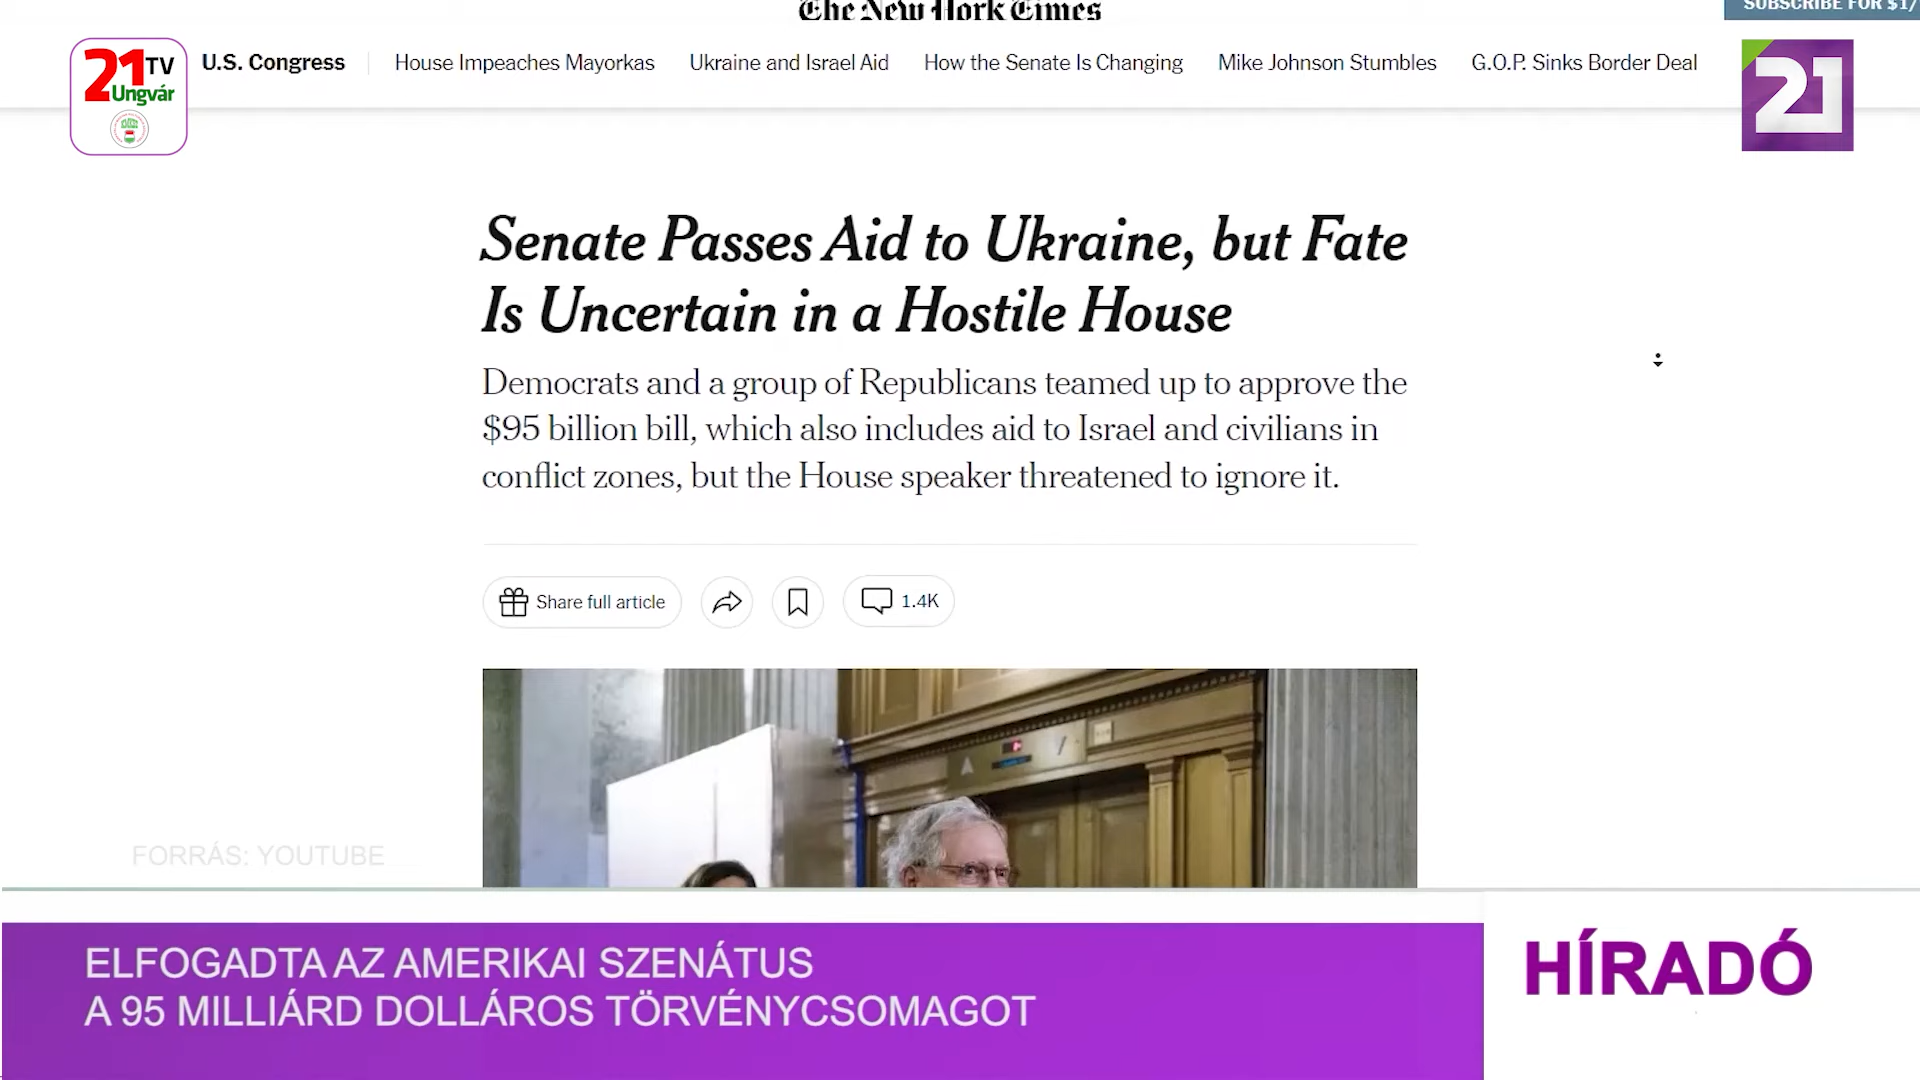 The New York Times
SUBSCRIBE FOR $1/
21TV
Ungvár
U.S. Congress
House Impeaches Mayorkas
Ukraine and Israel Aid
How the Senate Is Changing
Mike Johnson Stumbles
G.O.P. Sinks Border Deal
21
Senate Passes Aid to Ukraine, but Fate
Is Uncertain in a Hostile House
Democrats and a group of Republicans teamed up to approve the
$95 billion bill, which also includes aid to Israel and civilians in
conflict zones, but the House speaker threatened to ignore it.
Share full article
1.4K
FORRÁS: YOUTUBE
ELFOGADTA AZ AMERIKAI SZENÁTUS
A 95 MILLIÁRD DOLLÁROS TÖRVÉNYCSOMAGOT
HÍRADÓ